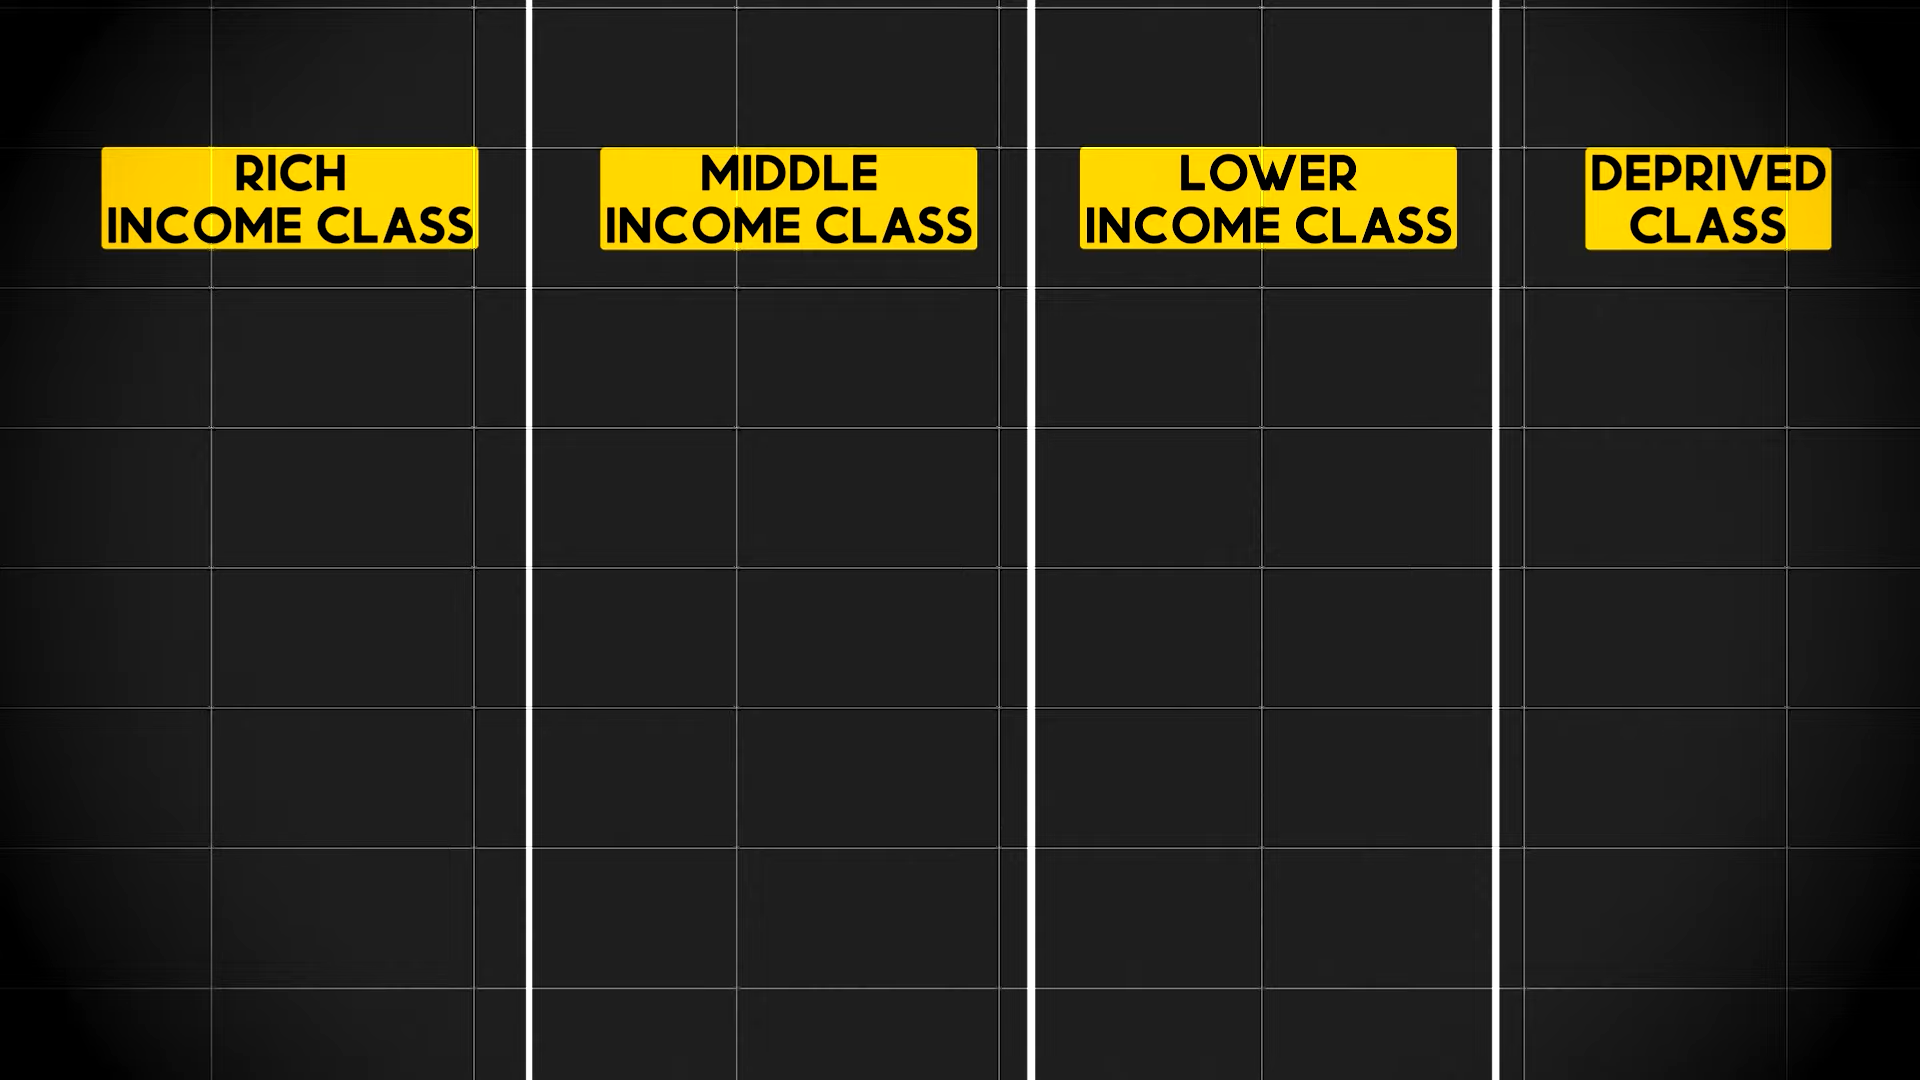 RICH
INCOME CLASS
MIDDLE
INCOME CLASS
LOWER
INCOME CLASS
DEPRIVED
CLASS